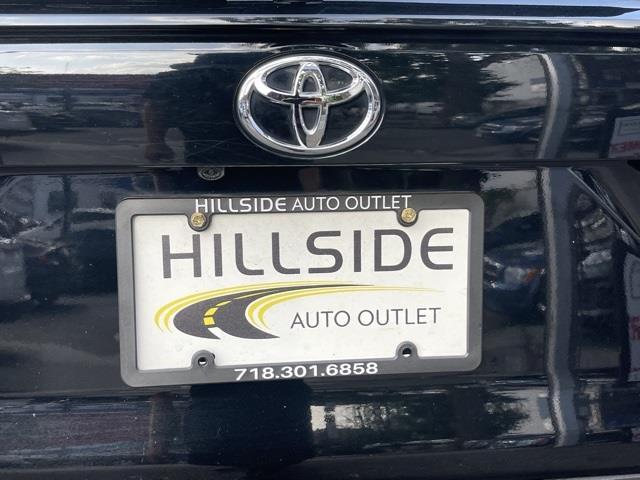 HILLSIDE AUTO OUTLET
HILLSIDE
AUTO OUTLET
718.301.6858